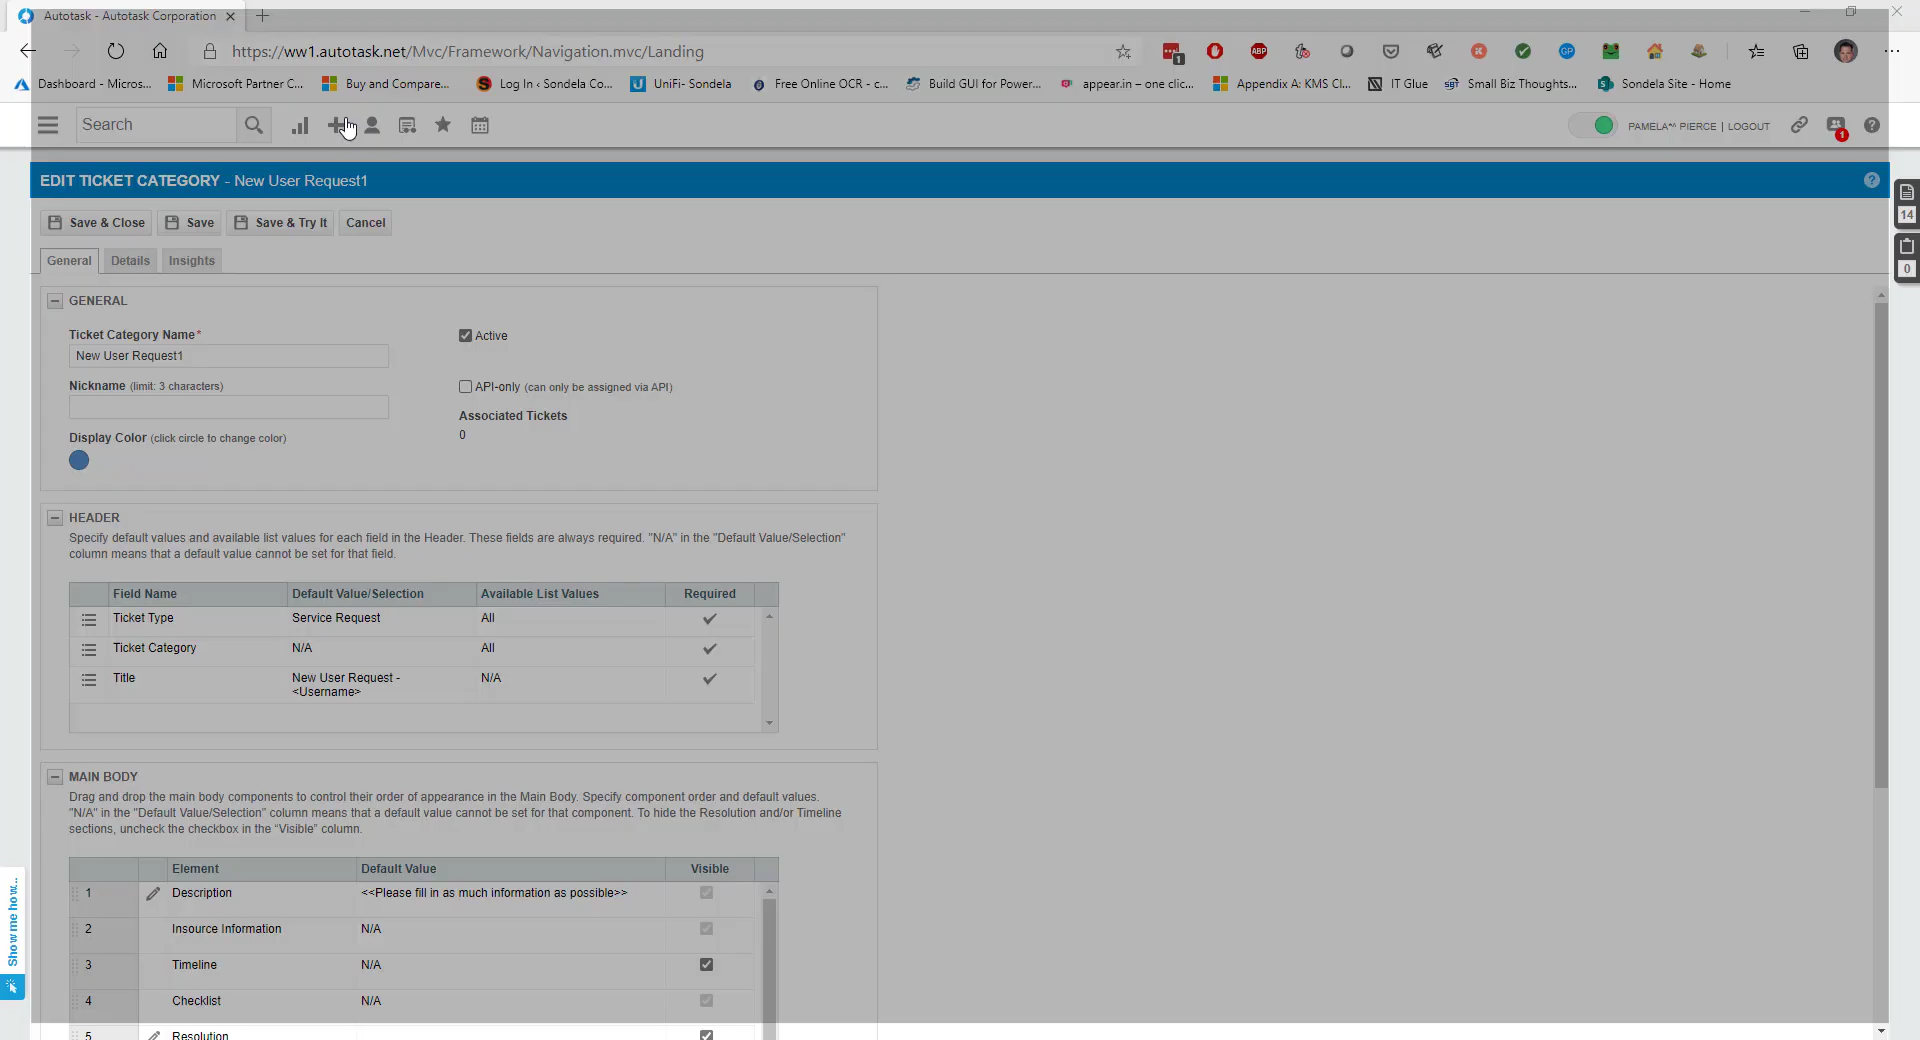 Autotask - Autotask Corporation
https://ww1.autotask.net/Mvc/Framework/Navigation.mvc/Landing
ABP
GP
1
Dashboard - Micros...
Microsoft Partner C...
Buy and Compare...
Log In ‹ Sondela Co...
UniFi- Sondela
Free Online OCR - c...
Build GUI for Power...
appear.in – one clic...
Appendix A: KMS Cl...
IT Glue
Small Biz Thoughts...
Sondela Site - Home
Search
PAMELA*^ PIERCE | LOGOUT
1
EDIT TICKET CATEGORY - New User Request1
14
0
Save & Close
Save
Save & Try It
Cancel
General
Details
Insights
GENERAL
Ticket Category Name*
New User Request1
Active
Nickname (limit: 3 characters)
API-only (can only be assigned via API)
Associated Tickets
0
Display Color (click circle to change color)
HEADER
Specify default values and available list values for each field in the Header. These fields are always required. "N/A" in the "Default Value/Selection"
column means that a default value cannot be set for that field.
Field Name Default Value/Selection Available List Values Required
Ticket Type Service Request All
Ticket Category N/A All
Title New User Request - N/A
<Username>
MAIN BODY
Drag and drop the main body components to control their order of appearance in the Main Body. Specify component order and default values.
"N/A" in the "Default Value/Selection" column means that a default value cannot be set for that component. To hide the Resolution and/or Timeline
sections, uncheck the checkbox in the “Visible” column.
Element Default Value Visible
1 Description <<Please fill in as much information as possible>>
2 Insource Information N/A
3 Timeline N/A
4 Checklist N/A
5 Resolution
Show me how...